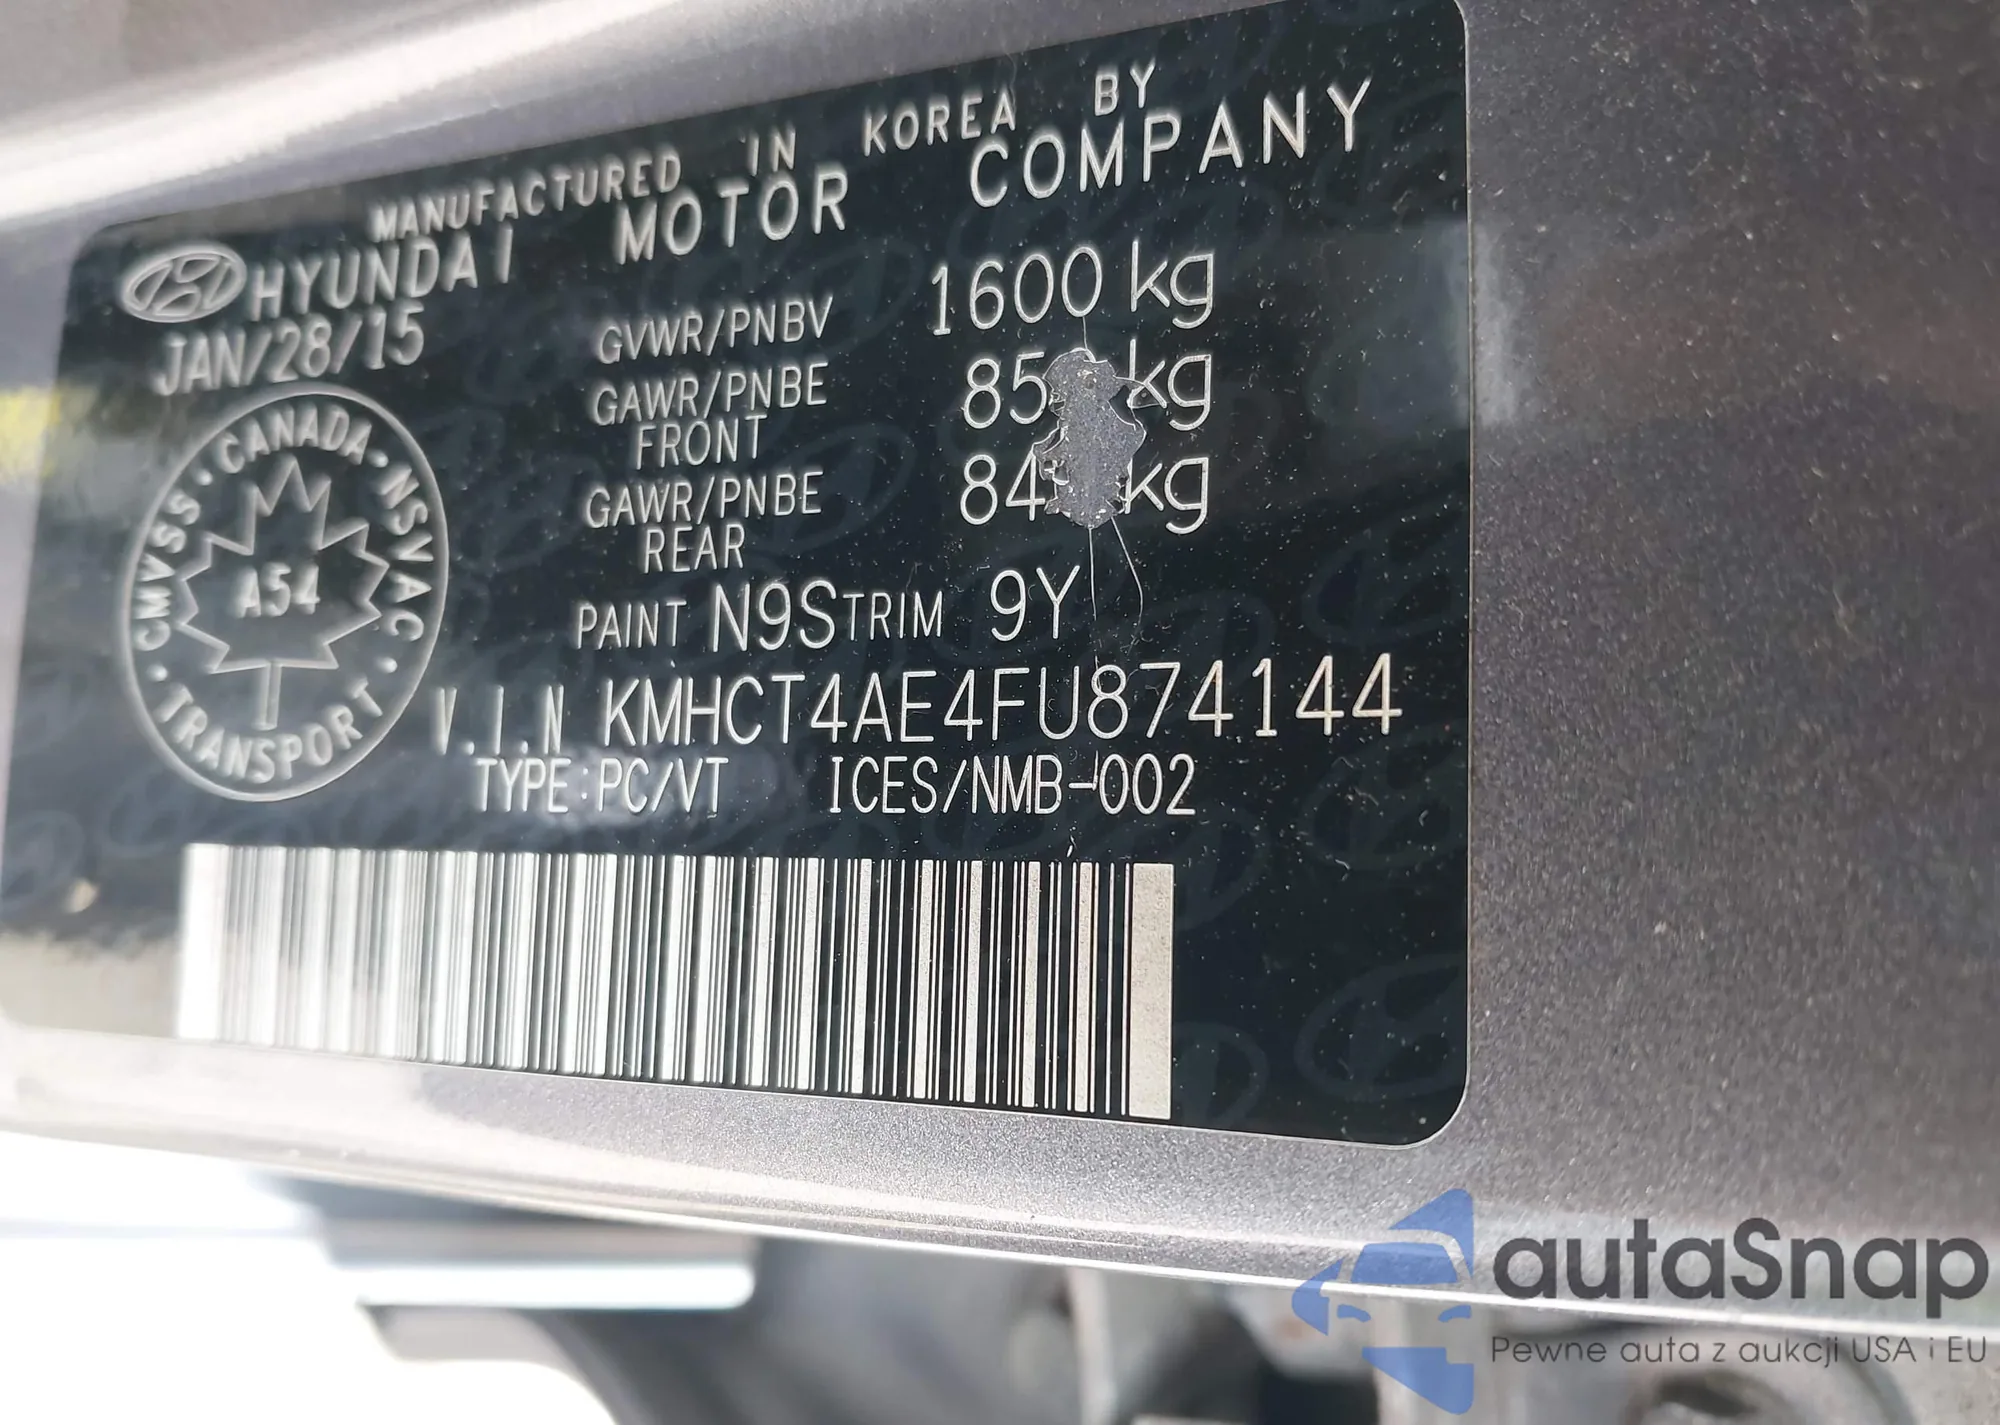 MANUFACTURED IN KOREA BY
HYUNDAI MOTOR COMPANY
JAN/28/15
GVWR/PNBV 1600 kg
GAWR/PNBE kg
FRONT
GAWR/PNBE kg
REAR
CMVSS · CANADA · NSVAC · TRANSPORT
A54
PAINT N9S TRIM 9Y
V.I.N KMHCT4AE4FU874144
TYPE:PC/VT ICES/NMB-002
autaSnap
Pewne auta z aukcji USA i EU